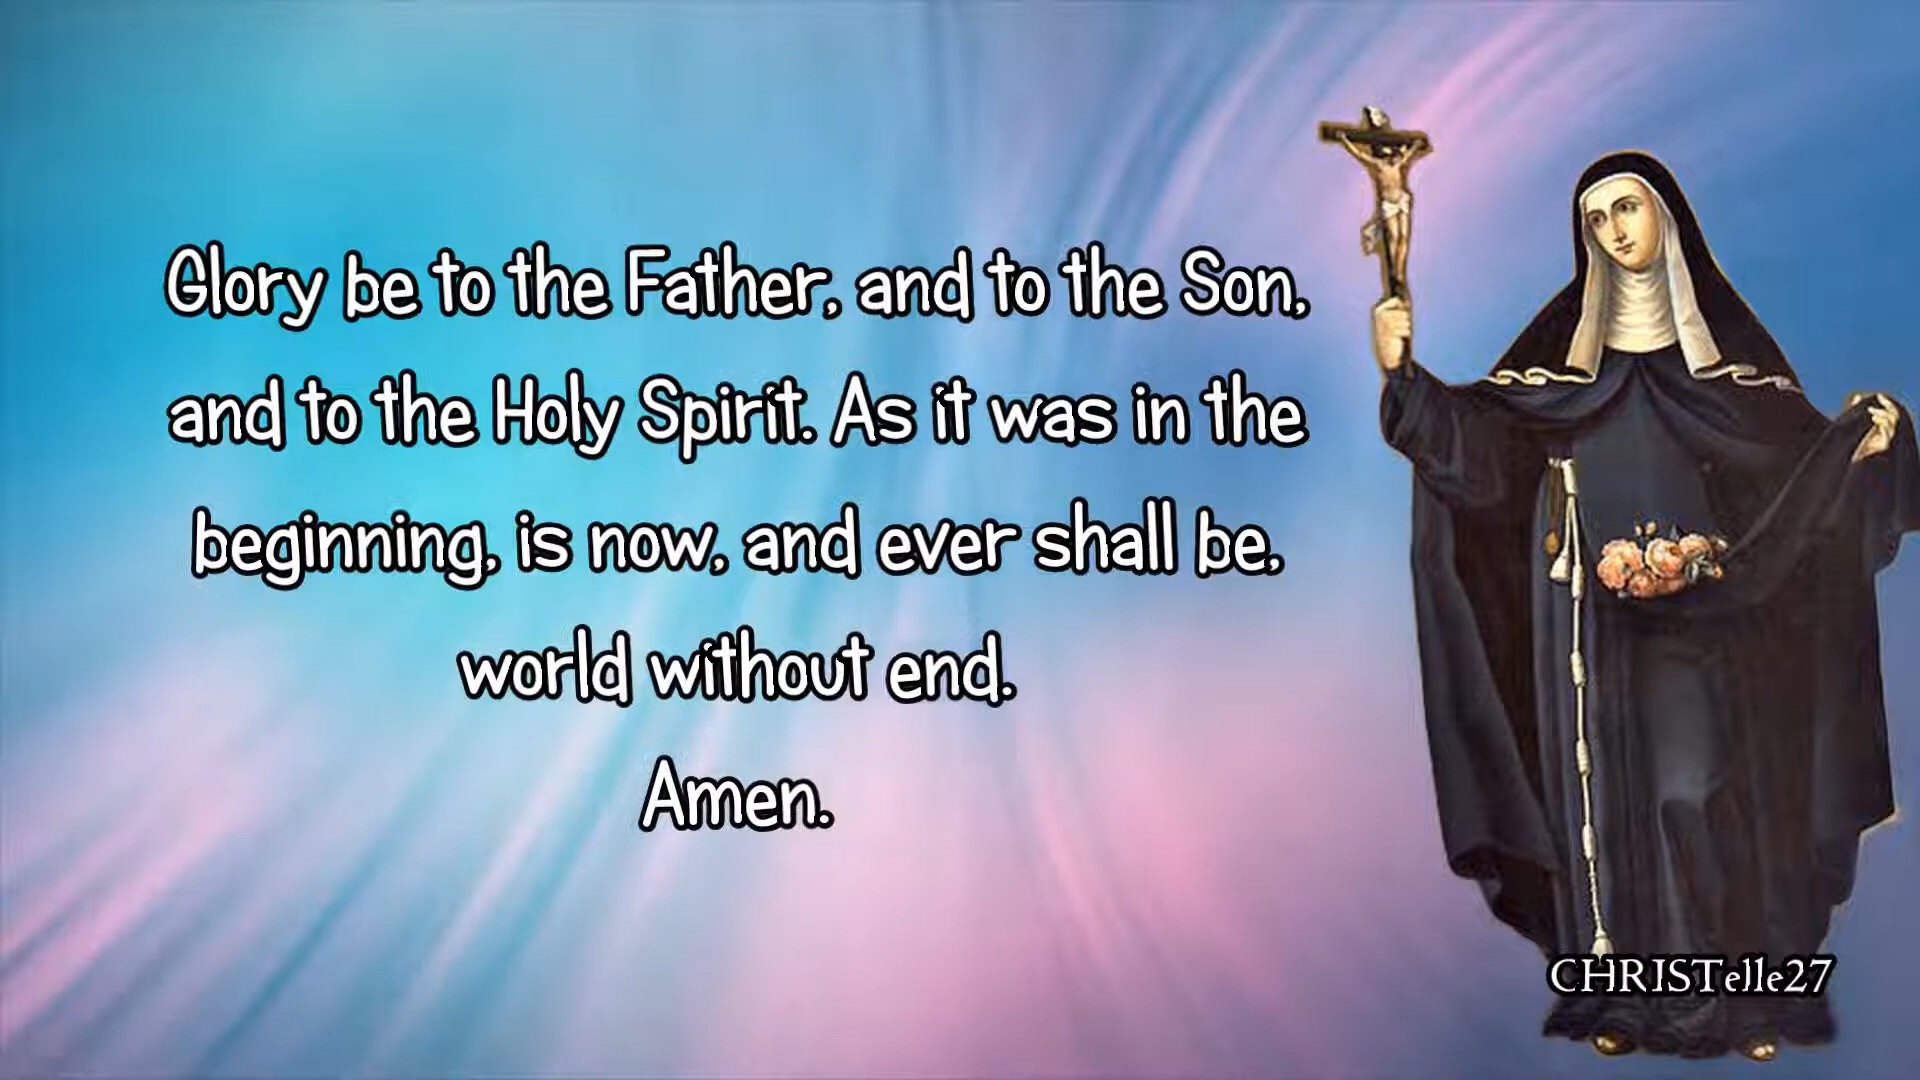 Glory be to the Father, and to the Son,
and to the Holy Spirit. As it was in the
beginning, is now, and ever shall be,
world without end.
Amen.
CHRISTelle27